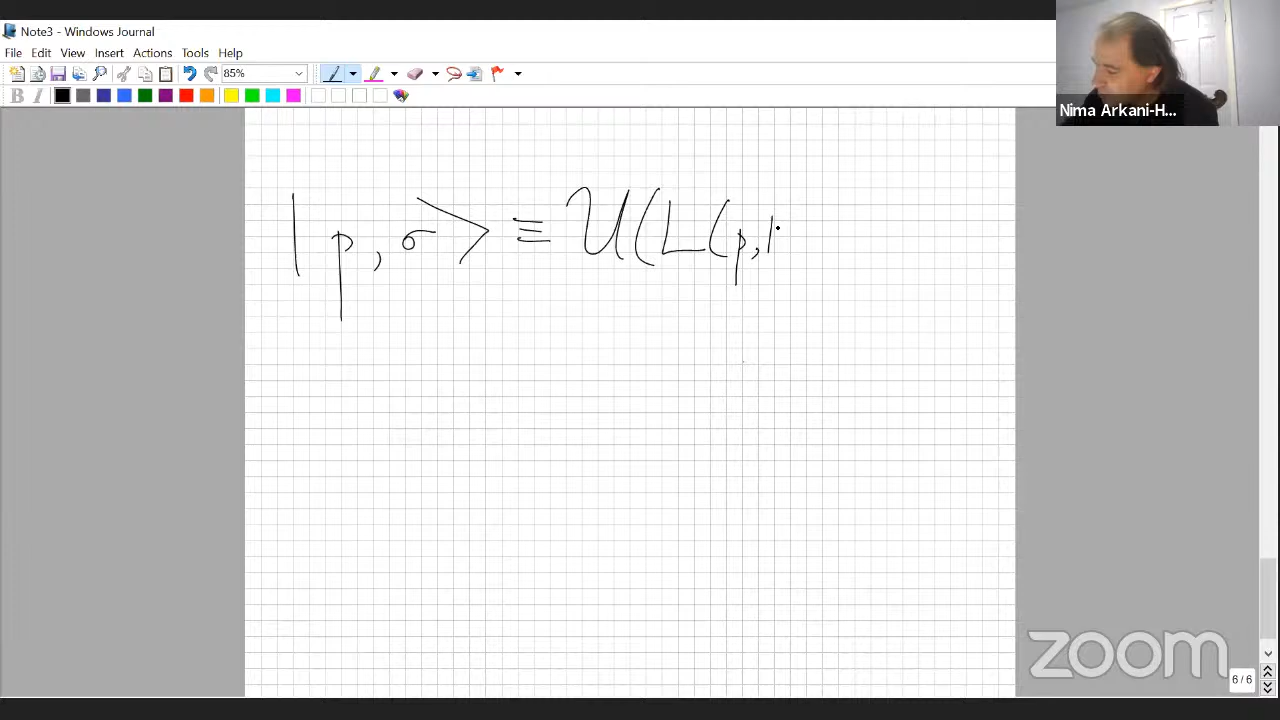 Note3 - Windows Journal
File Edit View Insert Actions Tools Help
85%
B I
Nima Arkani-H...
| p, σ > ≡ U(L(p,
zoom
6 / 6